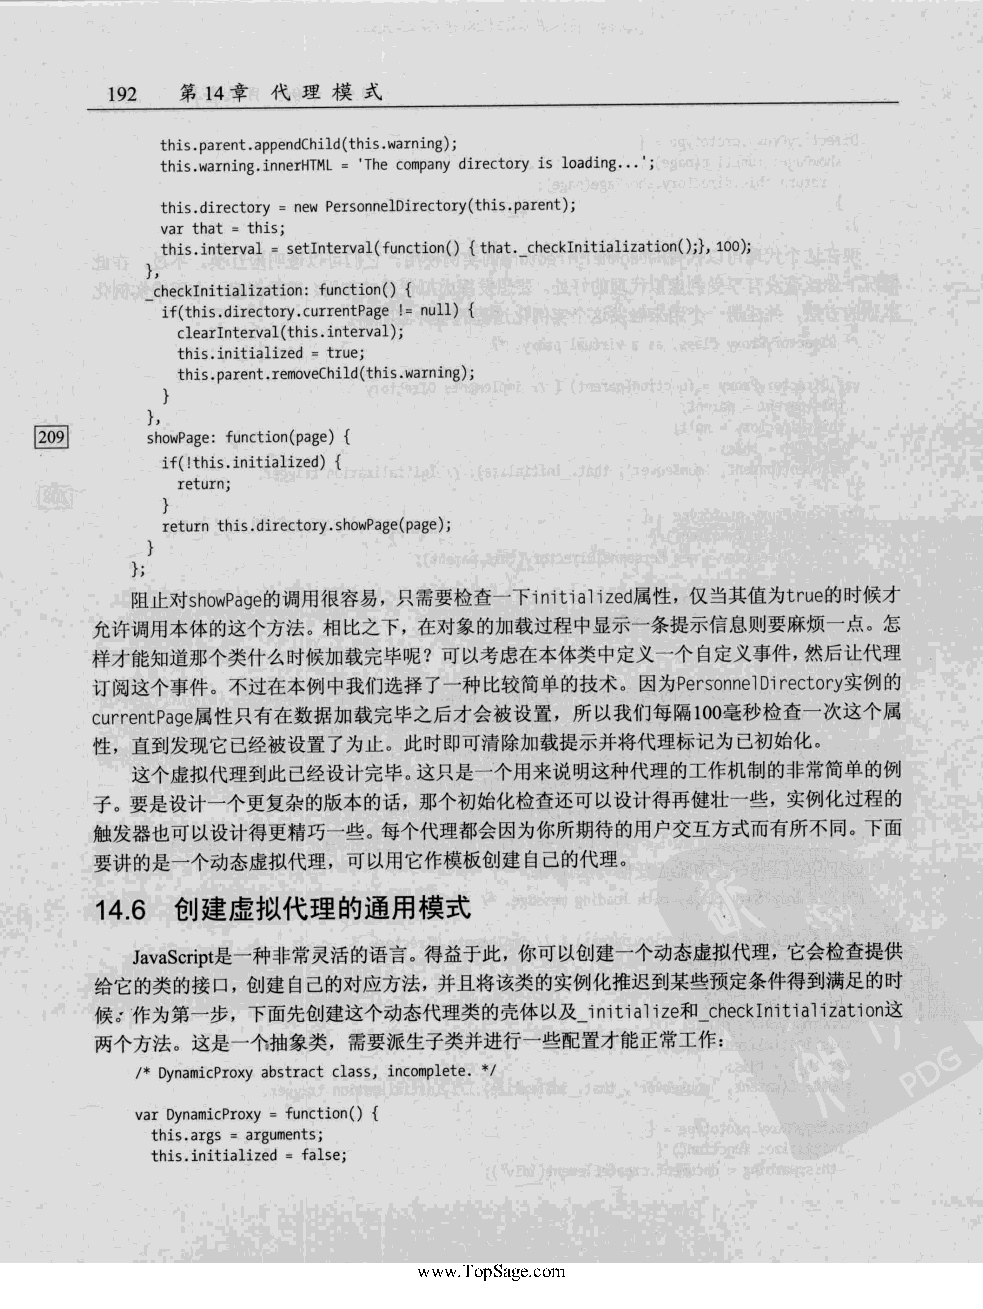 192 第14章 代理模式
this.parent.appendChild(this.warning);
this.warning.innerHTML = 'The company directory is loading...';
this.directory = new PersonnelDirectory(this.parent);
var that = this;
this.interval = setInterval(function() {that._checkInitialization();}, 100);
},
_checkInitialization: function() {
if(this.directory.currentPage != null) {
clearInterval(this.interval);
this.initialized = true;
this.parent.removeChild(this.warning);
}
},
209
showPage: function(page) {
if(!this.initialized) {
return;
}
return this.directory.showPage(page);
}
};
阻止对showPage的调用很容易，只需要检查一下initialized属性，仅当其值为true的时候才
允许调用本体的这个方法。相比之下，在对象的加载过程中显示一条提示信息则要麻烦一点。怎
样才能知道那个类什么时候加载完毕呢？可以考虑在本体类中定义一个自定义事件，然后让代理
订阅这个事件。不过在本例中我们选择了一种比较简单的技术。因为PersonnelDirectory实例的
currentPage属性只有在数据加载完毕之后才会被设置，所以我们每隔100毫秒检查一次这个属
性，直到发现它已经被设置了为止。此时即可清除加载提示并将代理标记为已初始化。
这个虚拟代理到此已经设计完毕。这只是一个用来说明这种代理的工作机制的非常简单的例
子。要是设计一个更复杂的版本的话，那个初始化检查还可以设计得再健壮一些，实例化过程的
触发器也可以设计得更精巧一些。每个代理都会因为你所期待的用户交互方式而有所不同。下面
要讲的是一个动态虚拟代理，可以用它作模板创建自己的代理。
14.6 创建虚拟代理的通用模式
JavaScript是一种非常灵活的语言。得益于此，你可以创建一个动态虚拟代理，它会检查提供
给它的类的接口，创建自己的对应方法，并且将该类的实例化推迟到某些预定条件得到满足的时
候。作为第一步，下面先创建这个动态代理类的壳体以及_initialize和_checkInitialization这
两个方法。这是一个抽象类，需要派生子类并进行一些配置才能正常工作：
/* DynamicProxy abstract class, incomplete. */
var DynamicProxy = function() {
this.args = arguments;
this.initialized = false;
PDG
www.TopSage.com